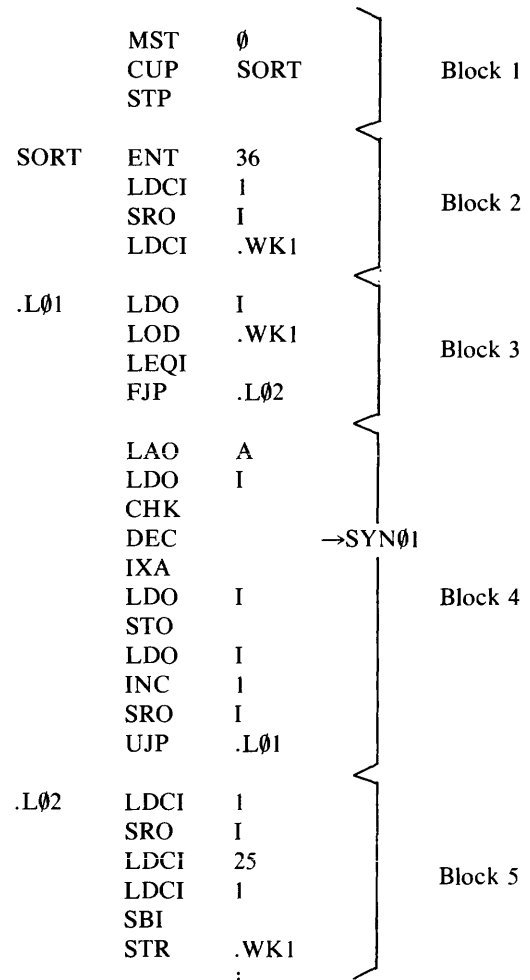 MST Ø
CUP SORT Block 1
STP
SORT ENT 36
LDCI 1
SRO I Block 2
LDCI .WK1
.LØ1 LDO I
LOD .WK1
LEQI Block 3
FJP .LØ2
LAO A
LDO I
CHK
DEC →SYNØ1
IXA
LDO I Block 4
STO
LDO I
INC 1
SRO I
UJP .LØ1
.LØ2 LDCI 1
SRO I
LDCI 25
LDCI 1 Block 5
SBI
STR .WK1
: